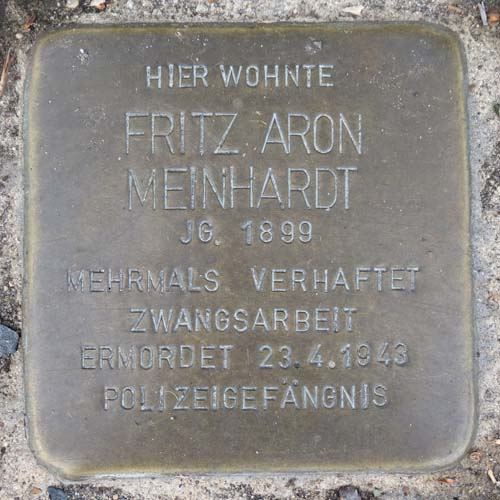 HIER WOHNTE
FRITZ ARON
MEINHARDT
JG. 1899
MEHRMALS VERHAFTET
ZWANGSARBEIT
ERMORDET 23.4.1943
POLIZEIGEFÄNGNIS